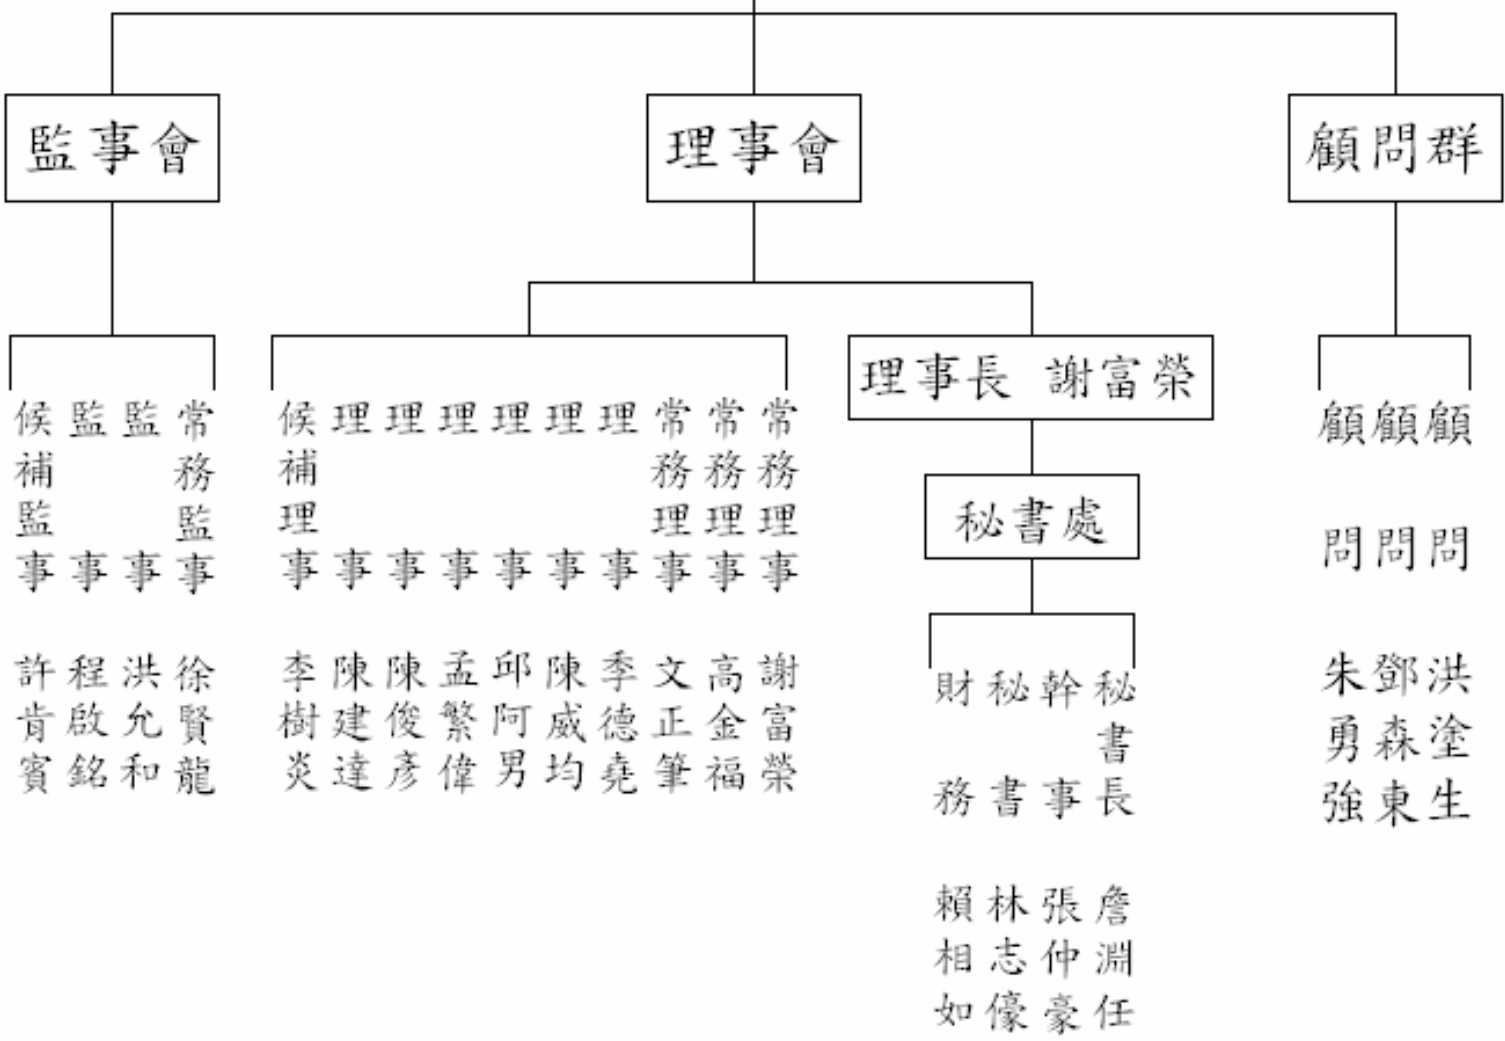 監事會
理事會
顧問群
理事長 謝富榮
秘書處
常務監事 徐賢龍
監事 洪允和
監事 程啟銘
候補監事 許肯賓
常務理事 謝富榮
常務理事 高金福
常務理事 文正筆
理事 季德堯
理事 陳威均
理事 邱阿男
理事 孟繁偉
理事 陳俊彥
理事 陳建達
候補理事 李樹炎
秘書長 詹淵任
幹事 張仲豪
秘書 林志儫
財務 賴相如
顧問 洪塗生
顧問 鄧森東
顧問 朱勇強